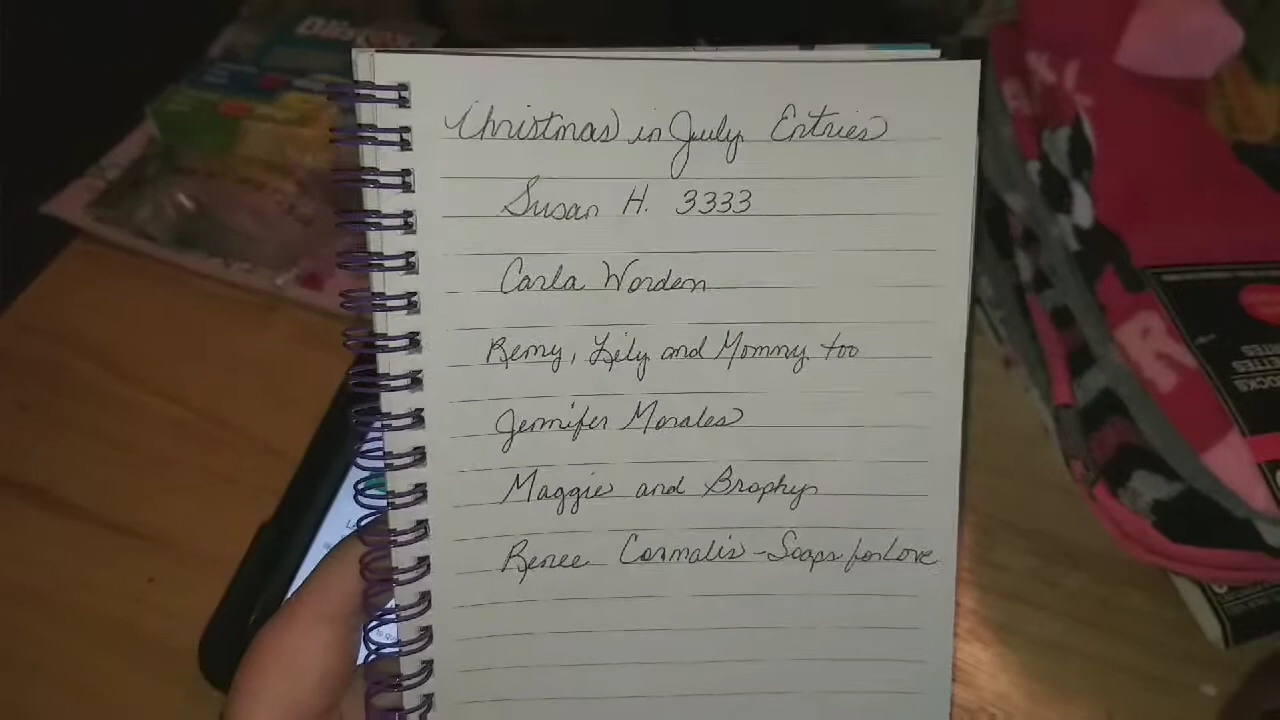 Christmas in July Entries
Susan H. 3333
Carla Worden
Remy, Lily and Mommy too
Jennifer Morales
Maggie and Brophy
Renee Cormalis - Soaps for Love